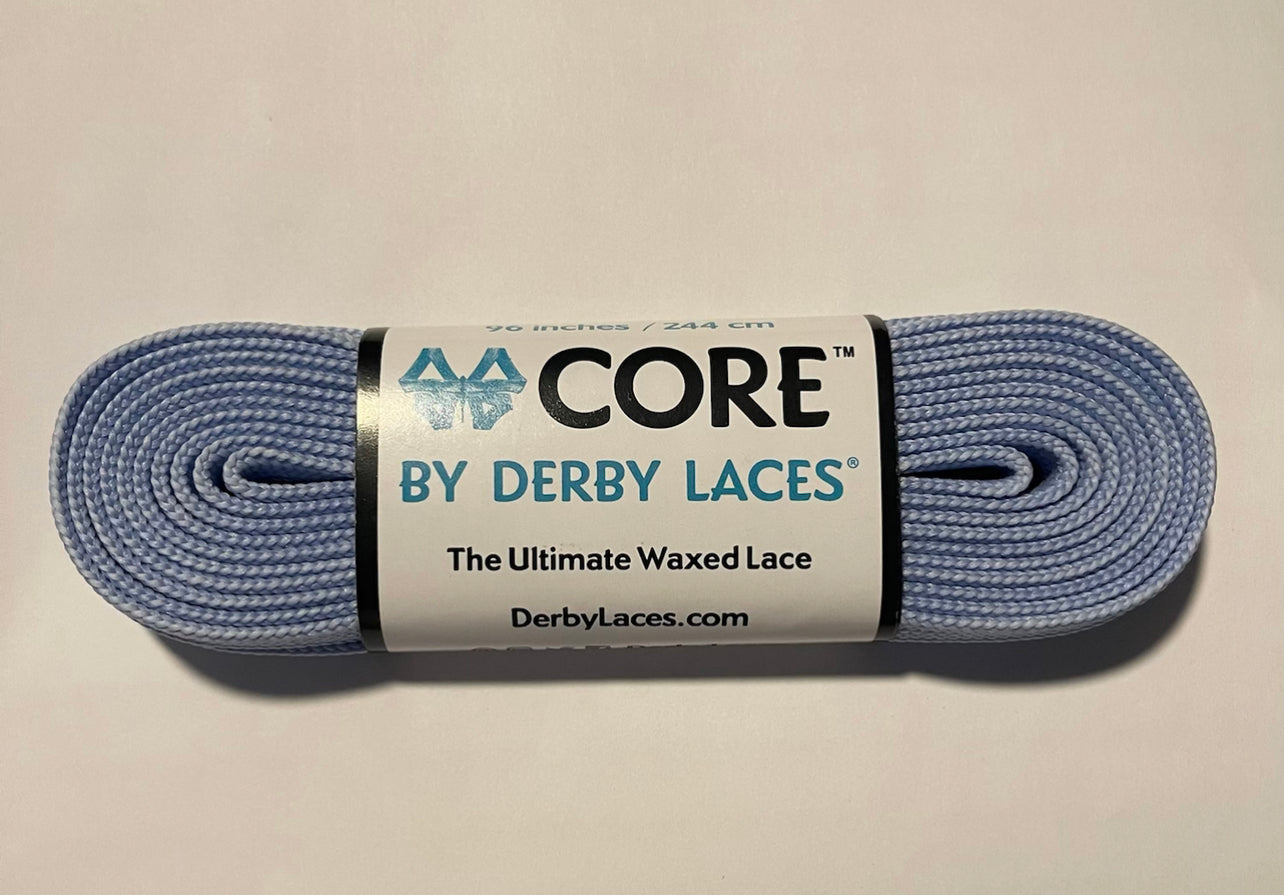 96 inches / 244 cm
CORE™
BY DERBY LACES®
The Ultimate Waxed Lace
DerbyLaces.com